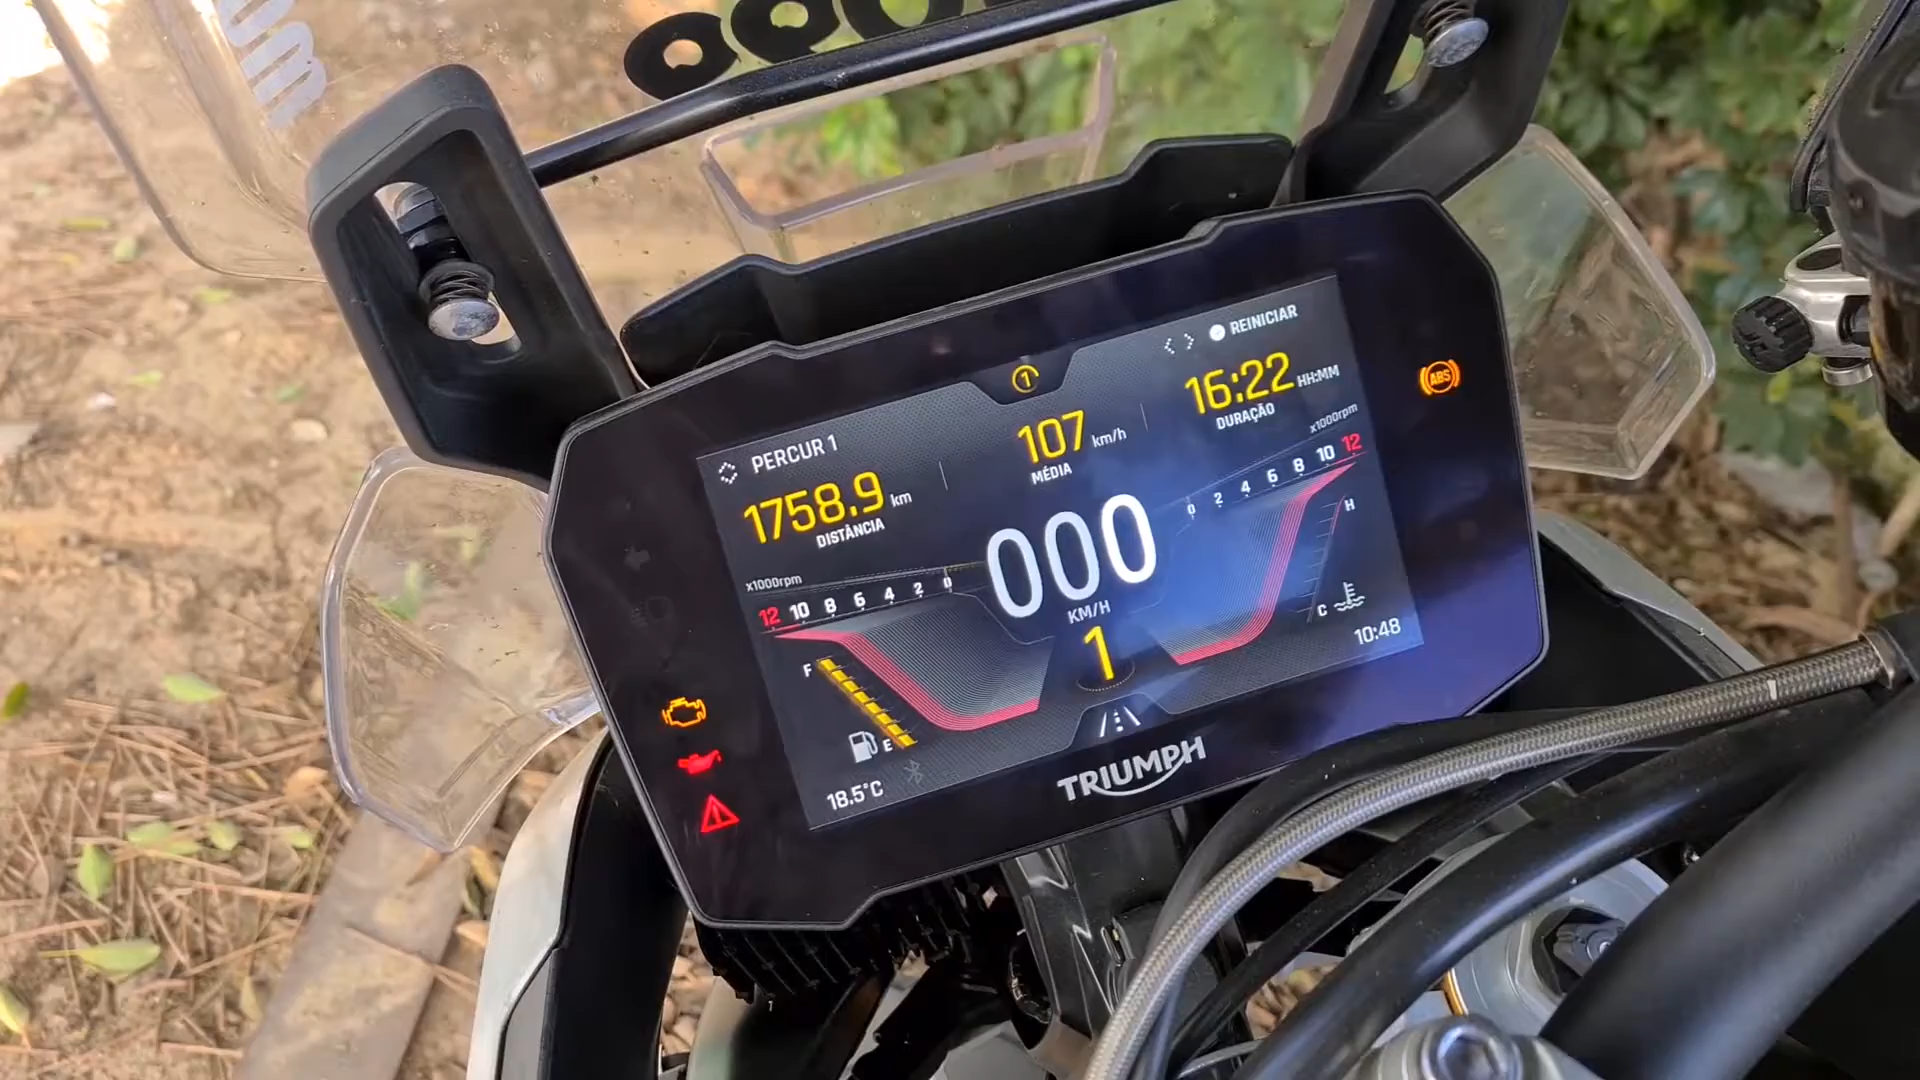 < > REINICIAR
1
PERCUR 1
1758.9 km
DISTÂNCIA
107 km/h
MÉDIA
16:22 HH:MM
DURAÇÃO
x1000rpm
12 10 8 6 4 2 0
x1000rpm
0 2 4 6 8 10 12
000
KM/H
1
F
E
H
C
18.5°C
10:48
ABS
TRIUMPH